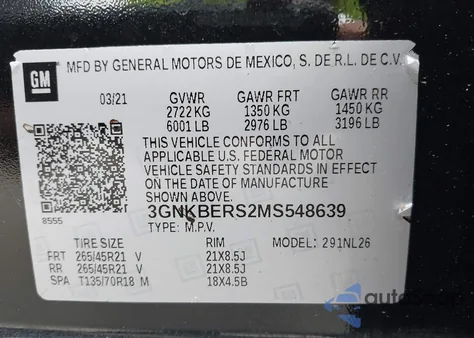 GM
MFD BY GENERAL MOTORS DE MEXICO, S. DE R.L. DE C.V.
03/21 GVWR GAWR FRT GAWR RR
2722 KG 1350 KG 1450 KG
6001 LB 2976 LB 3196 LB
THIS VEHICLE CONFORMS TO ALL
APPLICABLE U.S. FEDERAL MOTOR
VEHICLE SAFETY STANDARDS IN EFFECT
ON THE DATE OF MANUFACTURE
SHOWN ABOVE.
3GNKBERS2MS548639
8555 TYPE: M.P.V.
TIRE SIZE RIM MODEL: 291NL26
FRT 265/45R21 V 21X8.5J
RR 265/45R21 V 21X8.5J
SPA T135/70R18 M 18X4.5B